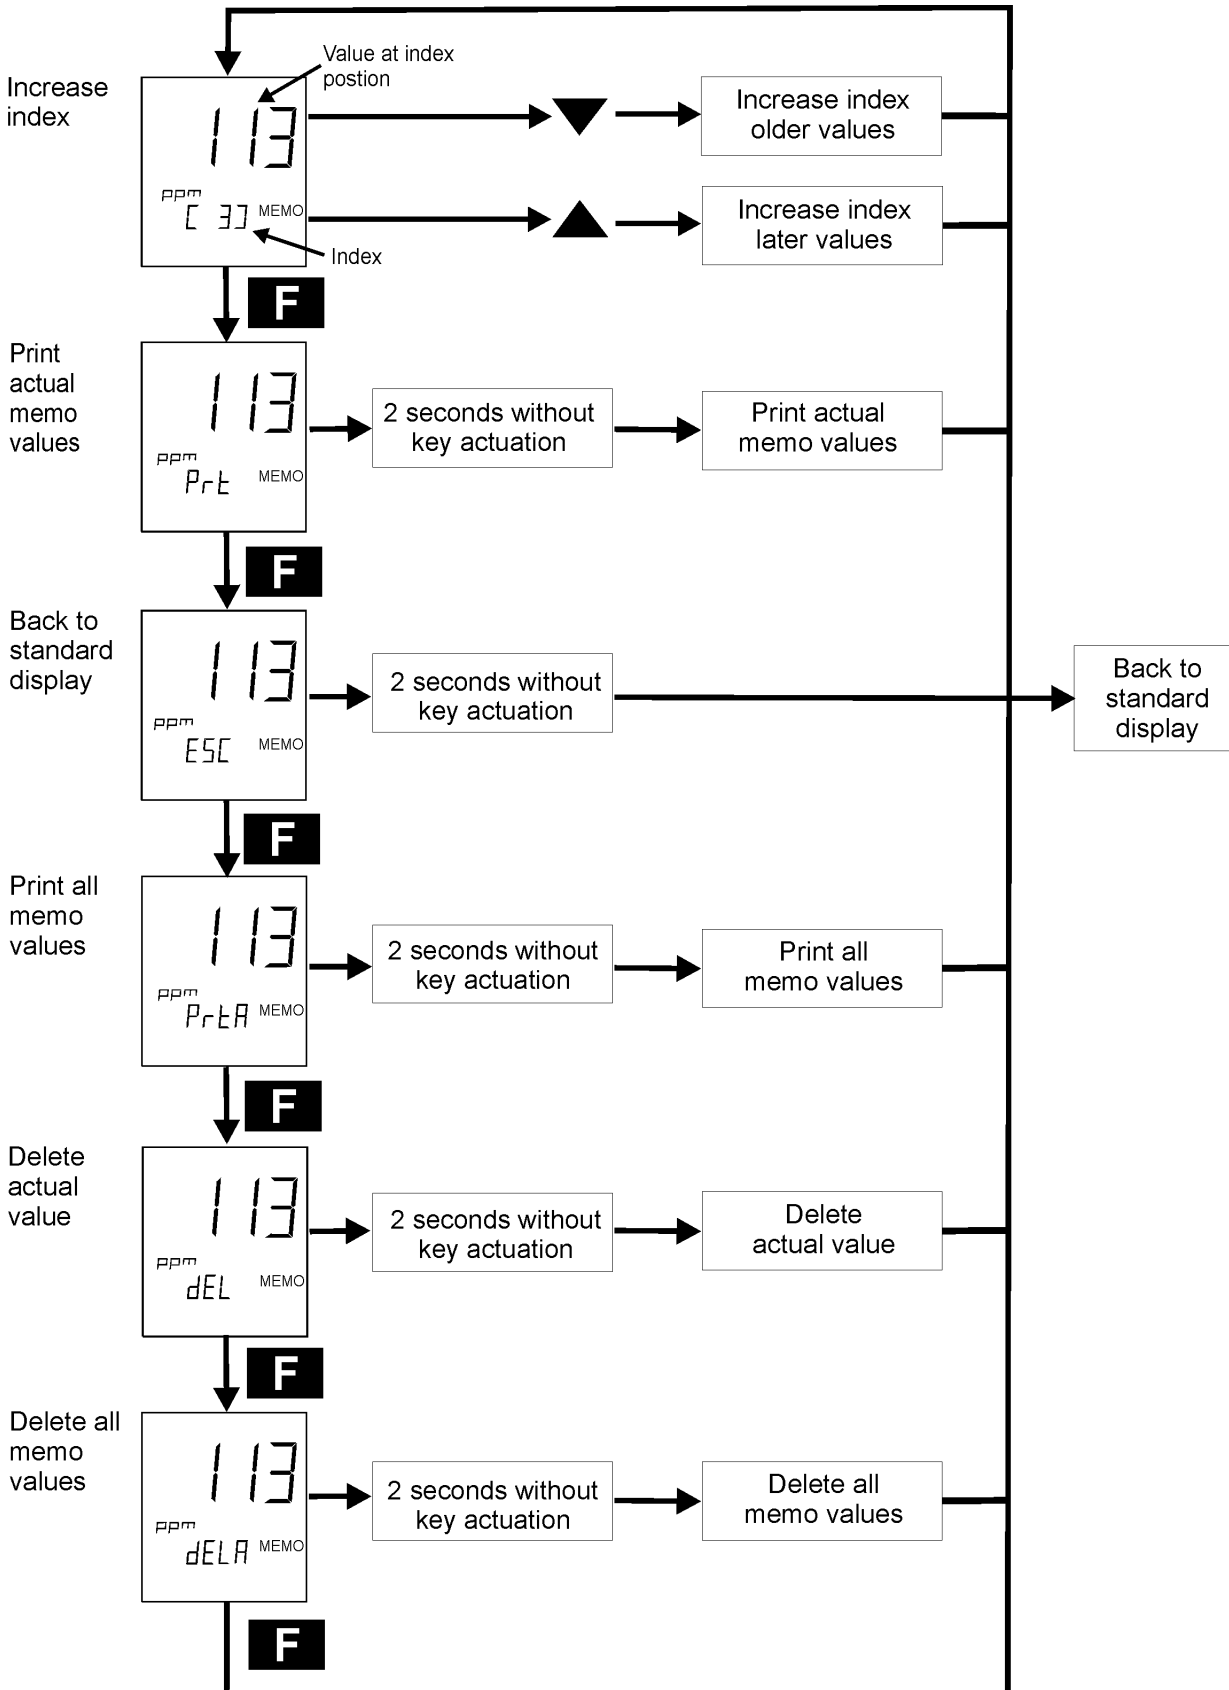 Value at index
postion
Increase
index
113
ppm
[ 3]
MEMO
Index
Increase index
older values
Increase index
later values
F
Print
actual
memo
values
113
ppm
Prt
MEMO
2 seconds without
key actuation
Print actual
memo values
F
Back to
standard
display
113
ppm
ESC
MEMO
2 seconds without
key actuation
Back to
standard
display
F
Print all
memo
values
113
ppm
PrtA
MEMO
2 seconds without
key actuation
Print all
memo values
F
Delete
actual
value
113
ppm
dEL
MEMO
2 seconds without
key actuation
Delete
actual value
F
Delete all
memo
values
113
ppm
dELA
MEMO
2 seconds without
key actuation
Delete all
memo values
F